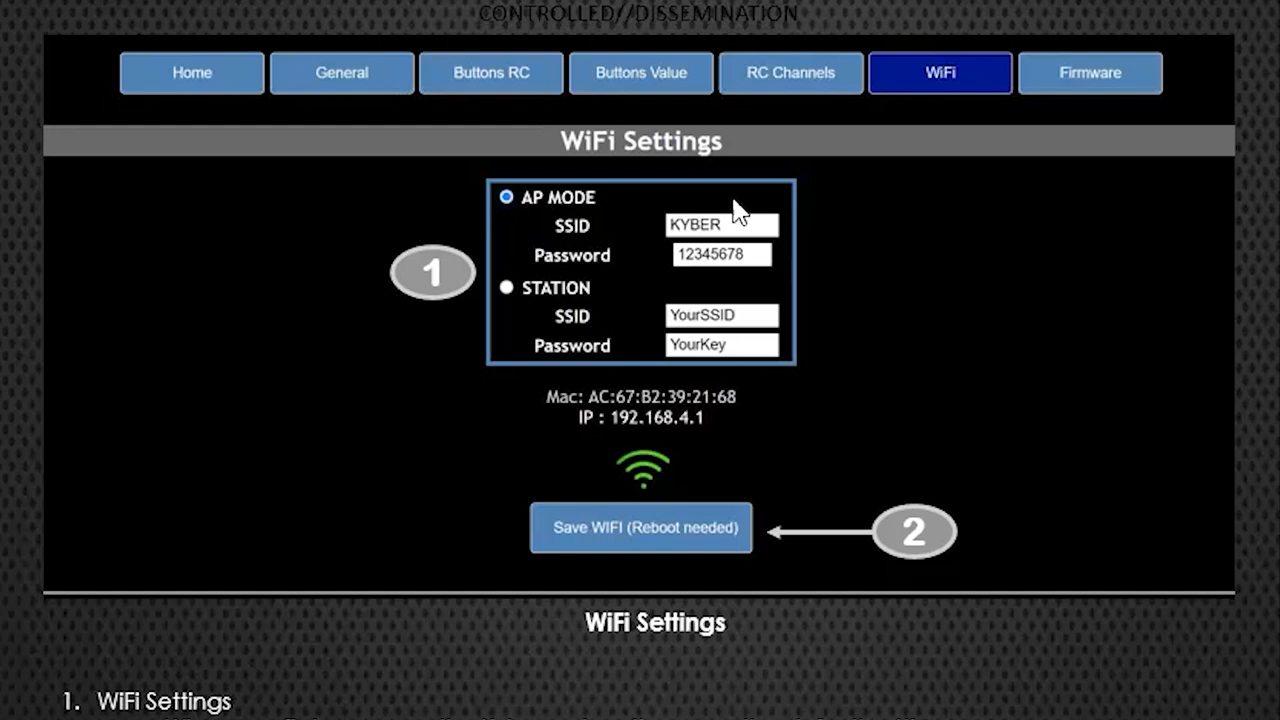 CONTROLLED//DISSEMINATION
Home General Buttons RC Buttons Value RC Channels WiFi Firmware
WiFi Settings
AP MODE
SSID KYBER
Password 12345678
1
STATION
SSID YourSSID
Password YourKey
Mac: AC:67:B2:39:21:68
IP : 192.168.4.1
Save WIFI (Reboot needed)
2
WiFi Settings
1. WiFi Settings